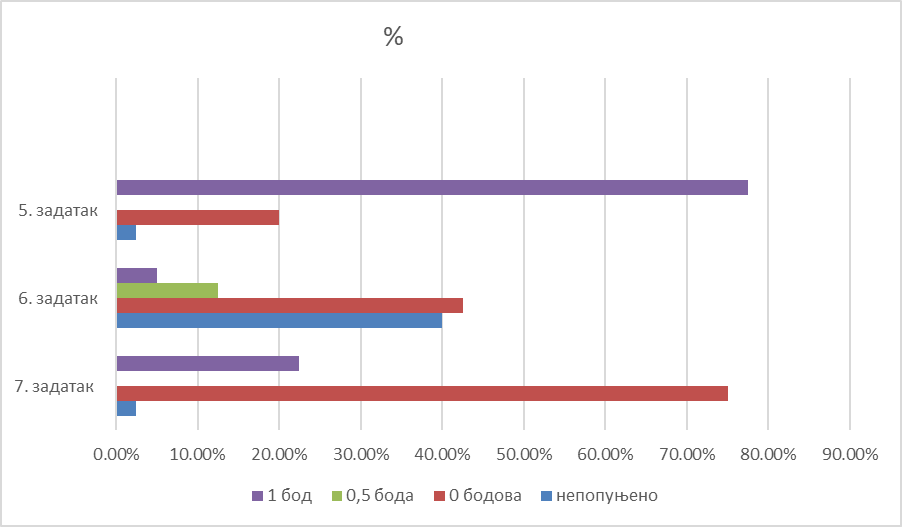 %
5. задатак
6. задатак
7. задатак
0.00% 10.00% 20.00% 30.00% 40.00% 50.00% 60.00% 70.00% 80.00% 90.00%
1 бод 0,5 бода 0 бодова непопуњено